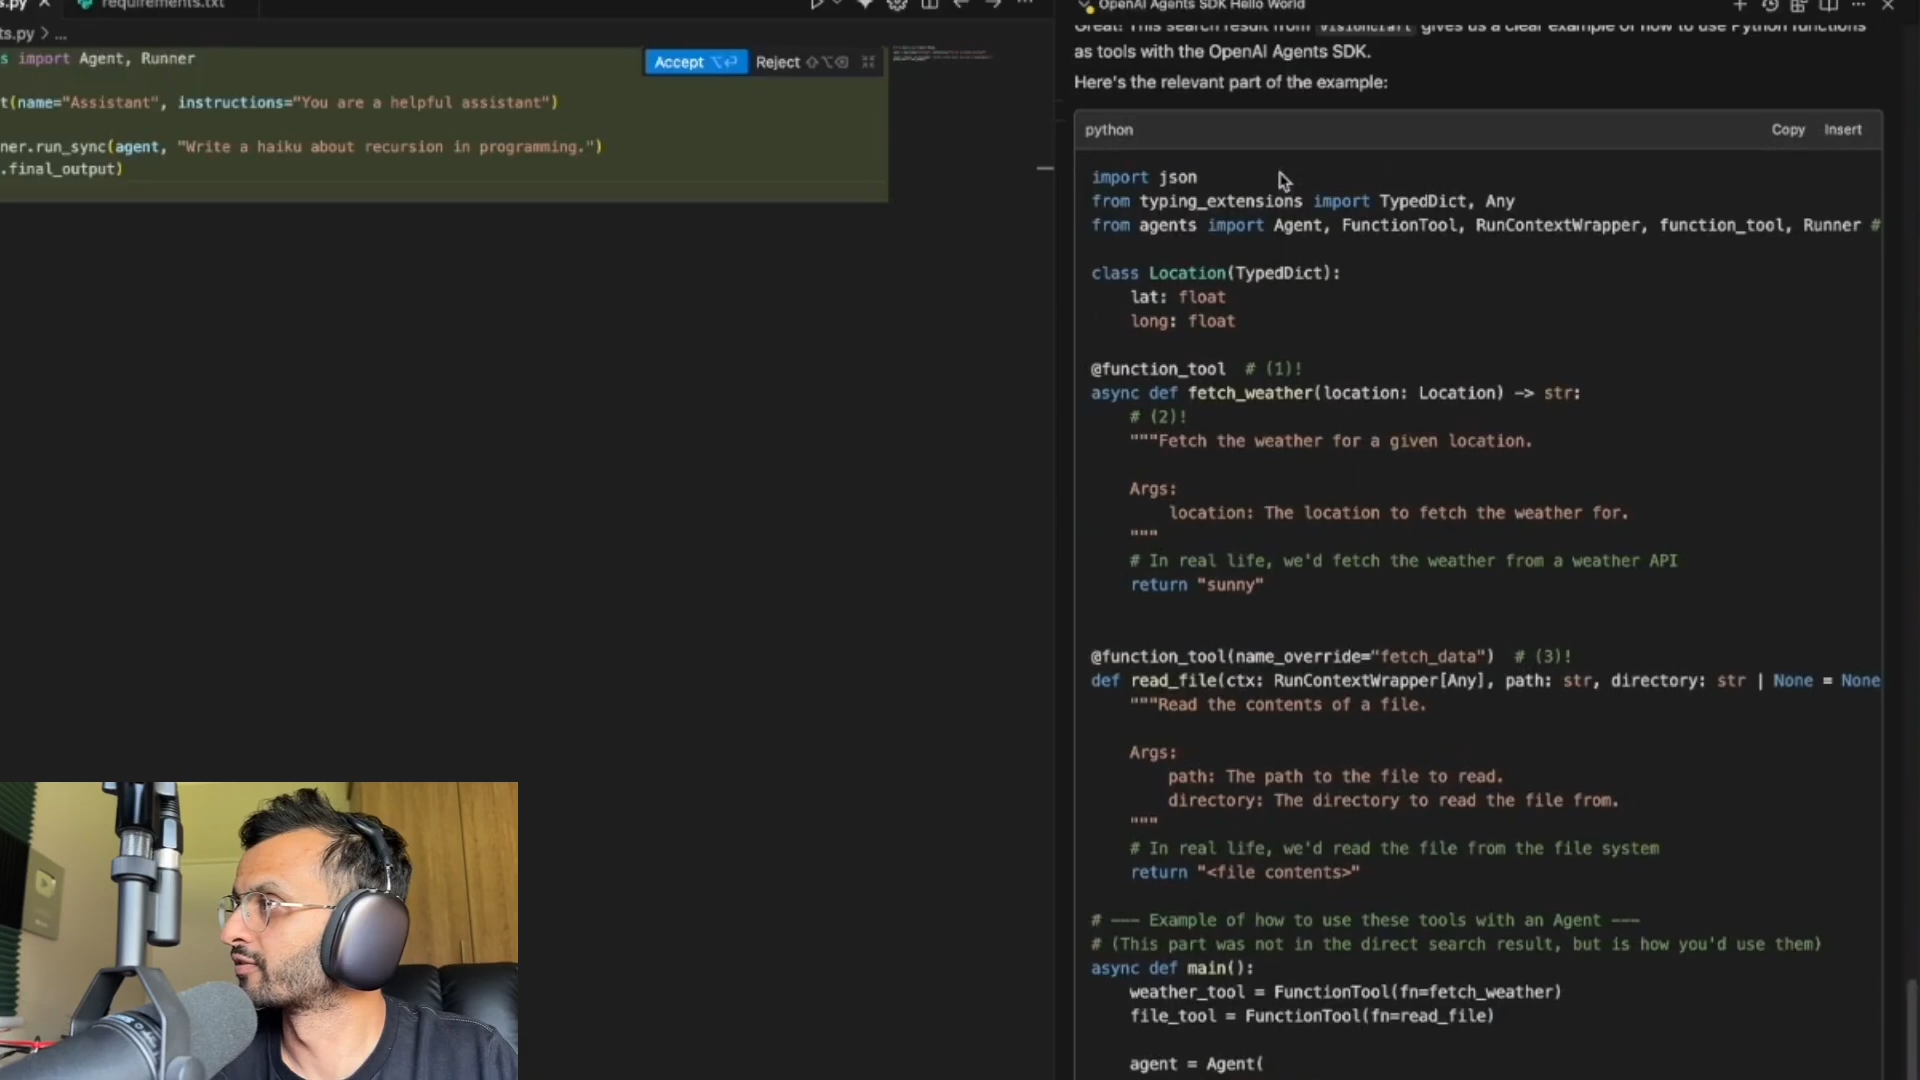 s.py
requirements.txt
ts.py > ...
s import Agent, Runner
Accept
Reject
t(name="Assistant", instructions="You are a helpful assistant")
ner.run_sync(agent, "Write a haiku about recursion in programming.")
.final_output)
OpenAI Agents SDK Hello World
Great! This search result from visioncraft gives us a clear example of how to use Python functions
as tools with the OpenAI Agents SDK.
Here's the relevant part of the example:
python
Copy Insert
import json
from typing_extensions import TypedDict, Any
from agents import Agent, FunctionTool, RunContextWrapper, function_tool, Runner #
class Location(TypedDict):
lat: float
long: float
@function_tool # (1)!
async def fetch_weather(location: Location) -> str:
# (2)!
"""Fetch the weather for a given location.
Args:
location: The location to fetch the weather for.
"""
# In real life, we'd fetch the weather from a weather API
return "sunny"
@function_tool(name_override="fetch_data") # (3)!
def read_file(ctx: RunContextWrapper[Any], path: str, directory: str | None = None
"""Read the contents of a file.
Args:
path: The path to the file to read.
directory: The directory to read the file from.
"""
# In real life, we'd read the file from the file system
return "<file contents>"
# --- Example of how to use these tools with an Agent ---
# (This part was not in the direct search result, but is how you'd use them)
async def main():
weather_tool = FunctionTool(fn=fetch_weather)
file_tool = FunctionTool(fn=read_file)
agent = Agent(